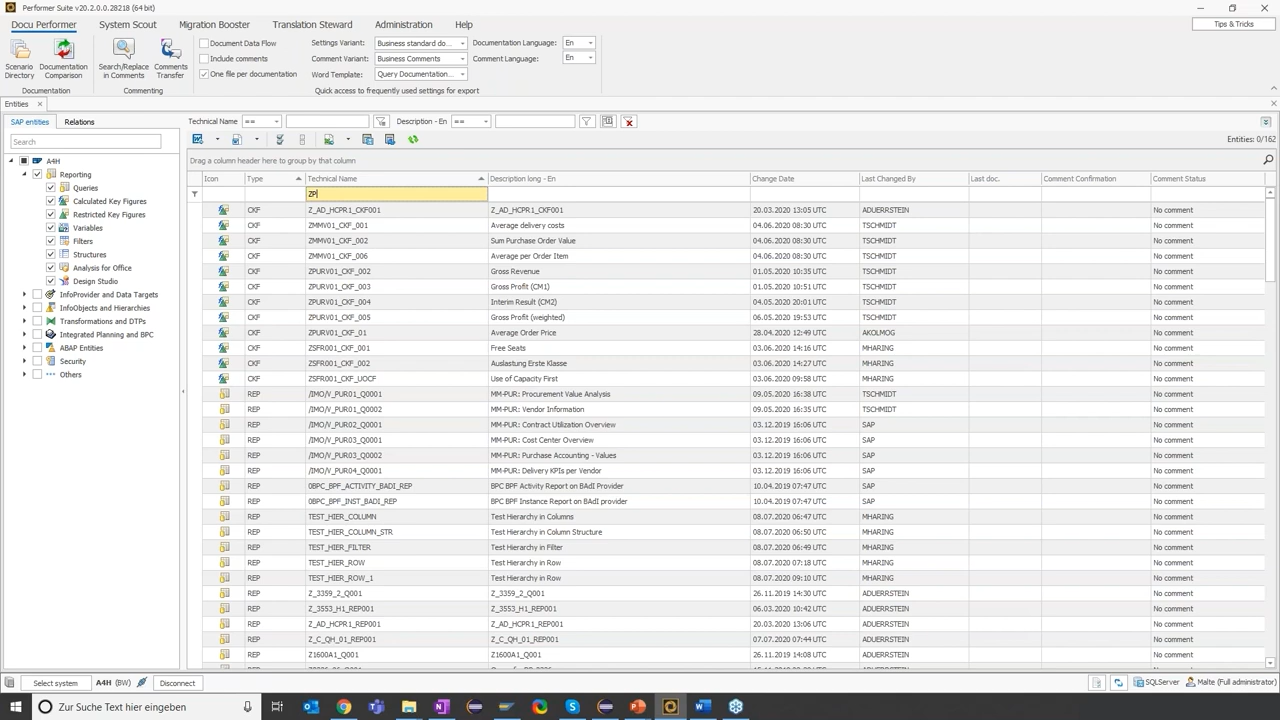 Performer Suite v20.2.0.0.28218 (64 bit)
Docu Performer System Scout Migration Booster Translation Steward Administration Help Tips & Tricks
Scenario Directory
Documentation Comparison
Documentation
Search/Replace in Comments
Comments Transfer
Commenting
Document Data Flow
Include comments
One file per documentation
Settings Variant: Business standard do...
Comment Variant: Business Comments
Word Template: Query Documentation...
Documentation Language: En
Comment Language: En
Quick access to frequently used settings for export
Entities
SAP entities Relations
Search
A4H
Reporting
Queries
Calculated Key Figures
Restricted Key Figures
Variables
Filters
Structures
Analysis for Office
Design Studio
InfoProvider and Data Targets
InfoObjects and Hierarchies
Transformations and DTPs
Integrated Planning and BPC
ABAP Entities
Security
Others
Technical Name == Description - En ==
Entities: 0/162
Drag a column header here to group by that column
Icon Type Technical Name Description long - En Change Date Last Changed By Last doc. Comment Confirmation Comment Status
ZP
CKF Z_AD_HCPR1_CKF001 Z_AD_HCPR1_CKF001 20.03.2020 13:05 UTC ADUERRSTEIN No comment
CKF ZMMV01_CKF_001 Average delivery costs 04.06.2020 08:30 UTC TSCHMIDT No comment
CKF ZMMV01_CKF_002 Sum Purchase Order Value 04.06.2020 08:30 UTC TSCHMIDT No comment
CKF ZMMV01_CKF_006 Average per Order Item 04.06.2020 08:30 UTC TSCHMIDT No comment
CKF ZPURV01_CKF_002 Gross Revenue 01.05.2020 10:35 UTC TSCHMIDT No comment
CKF ZPURV01_CKF_003 Gross Profit (CM1) 01.05.2020 10:51 UTC TSCHMIDT No comment
CKF ZPURV01_CKF_004 Interim Result (CM2) 04.05.2020 20:01 UTC TSCHMIDT No comment
CKF ZPURV01_CKF_005 Gross Profit (weighted) 06.05.2020 19:53 UTC TSCHMIDT No comment
CKF ZPURV01_CKF_01 Average Order Price 28.04.2020 12:49 UTC AKOLMOG No comment
CKF ZSFR001_CKF_001 Free Seats 03.06.2020 14:16 UTC MHARING No comment
CKF ZSFR001_CKF_002 Auslastung Erste Klasse 03.06.2020 14:27 UTC MHARING No comment
CKF ZSFR001_CKF_UOCF Use of Capacity First 03.06.2020 09:58 UTC MHARING No comment
REP /IMO/V_PUR01_Q0001 MM-PUR: Procurement Value Analysis 09.05.2020 16:38 UTC TSCHMIDT No comment
REP /IMO/V_PUR01_Q0002 MM-PUR: Vendor Information 09.05.2020 16:35 UTC TSCHMIDT No comment
REP /IMO/V_PUR02_Q0001 MM-PUR: Contract Utilization Overview 03.12.2019 16:06 UTC SAP No comment
REP /IMO/V_PUR03_Q0001 MM-PUR: Cost Center Overview 03.12.2019 16:06 UTC SAP No comment
REP /IMO/V_PUR03_Q0002 MM-PUR: Purchase Accounting - Values 03.12.2019 16:06 UTC SAP No comment
REP /IMO/V_PUR04_Q0001 MM-PUR: Delivery KPIs per Vendor 03.12.2019 16:06 UTC SAP No comment
REP 0BPC_BPF_ACTIVITY_BADI_REP BPC BPF Activity Report on BAdI Provider 10.04.2019 07:47 UTC SAP No comment
REP 0BPC_BPF_INST_BADI_REP BPC BPF Instance Report on BAdI provider 10.04.2019 07:47 UTC SAP No comment
REP TEST_HIER_COLUMN Test Hierarchy in Columns 08.07.2020 06:47 UTC MHARING No comment
REP TEST_HIER_COLUMN_STR Test Hierarchy in Column Structure 08.07.2020 06:50 UTC MHARING No comment
REP TEST_HIER_FILTER Test Hierarchy in Filter 08.07.2020 06:49 UTC MHARING No comment
REP TEST_HIER_ROW Test Hierarchy in Row 08.07.2020 07:18 UTC MHARING No comment
REP TEST_HIER_ROW_1 Test Hierarchy in Row 08.07.2020 09:10 UTC MHARING No comment
REP Z_3359_2_Q001 Z_3359_2_Q001 26.11.2019 14:30 UTC ADUERRSTEIN No comment
REP Z_3553_H1_REP001 Z_3553_H1_REP001 06.03.2020 10:42 UTC ADUERRSTEIN No comment
REP Z_AD_HCPR1_REP001 Z_AD_HCPR1_REP001 20.03.2020 13:06 UTC ADUERRSTEIN No comment
REP Z_C_QH_01_REP001 Z_C_QH_01_REP001 07.07.2020 07:44 UTC ADUERRSTEIN No comment
REP Z1600A1_Q001 Z1600A1_Q001 26.11.2019 14:08 UTC ADUERRSTEIN No comment
Select system A4H (BW) Disconnect SQLServer Malte (Full administrator)
Zur Suche Text hier eingeben